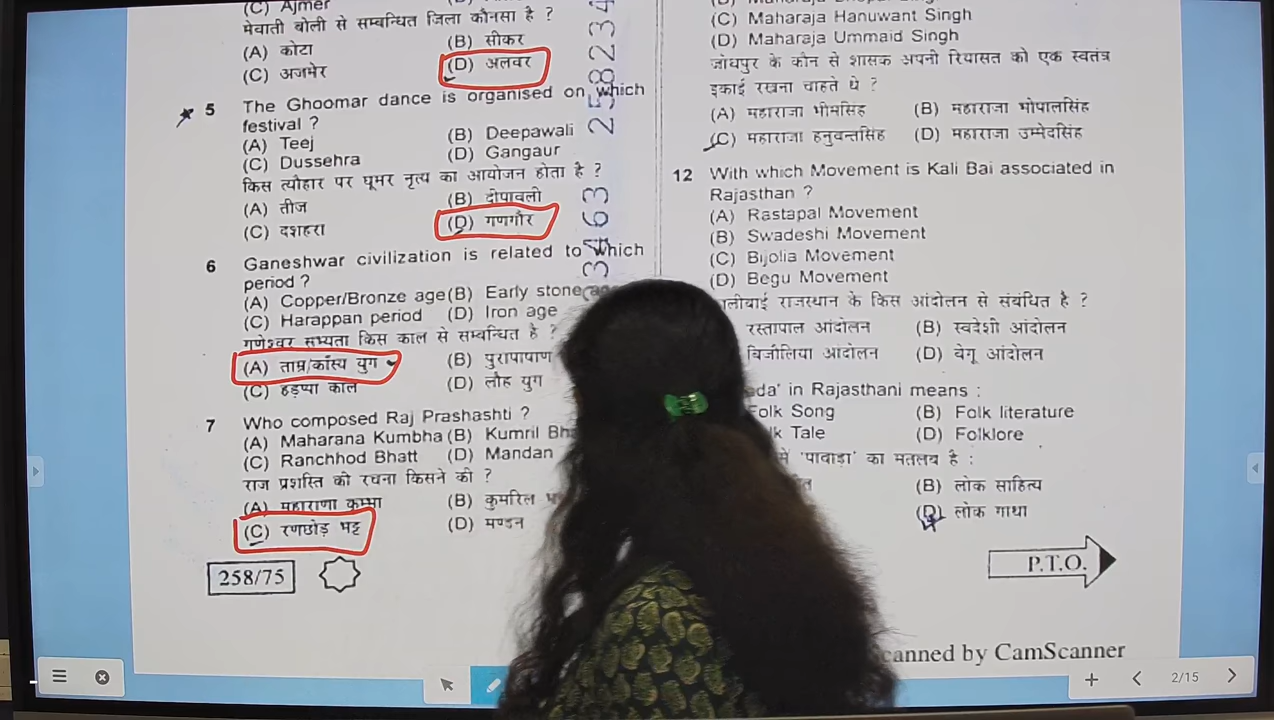 (C) Ajmer
मेवाती बोली से सम्बन्धित जिला कौनसा है ?
(A) कोटा (B) सीकर
(C) अजमेर (D) अलवर
5 The Ghoomar dance is organised on which
festival ?
(A) Teej (B) Deepawali
(C) Dussehra (D) Gangaur
किस त्यौहार पर घूमर नृत्य का आयोजन होता है ?
(A) तीज (B) दीपावली
(C) दशहरा (D) गणगौर
6 Ganeshwar civilization is related to which
period ?
(A) Copper/Bronze age (B) Early stone
(C) Harappan period (D) Iron age
गणेश्वर सभ्यता किस काल से सम्बन्धित है ?
(A) ताम्र/काँस्य युग (B) पुरापाषाण
(C) हड़प्पा काल (D) लौह युग
7 Who composed Raj Prashashti ?
(A) Maharana Kumbha (B) Kumril
(C) Ranchhod Bhatt (D) Mandan
राज प्रशस्ति की रचना किसने की ?
(A) महाराणा कुम्भा (B) कुमरिल
(C) रणछोड़ भट्ट (D) मण्डन
258/75
(C) Maharaja Hanuwant Singh
(D) Maharaja Ummaid Singh
जोधपुर के कौन से शासक अपनी रियासत को एक स्वतंत्र
इकाई रखना चाहते थे ?
(A) महाराजा भीमसिंह (B) महाराजा भोपालसिंह
(C) महाराजा हनुवन्तसिंह (D) महाराजा उम्मेदसिंह
12 With which Movement is Kali Bai associated in
Rajasthan ?
(A) Rastapal Movement
(B) Swadeshi Movement
(C) Bijolia Movement
(D) Begu Movement
राजस्थान के किस आंदोलन से संबंधित है ?
रस्तापाल आंदोलन (B) स्वदेशी आंदोलन
बिजौलिया आंदोलन (D) बेगू आंदोलन
in Rajasthani means :
Folk Song (B) Folk literature
Tale (D) Folklore
'पावाड़ा' का मतलब है :
(B) लोक साहित्य
(D) लोक गाथा
P.T.O.
by CamScanner
2/15